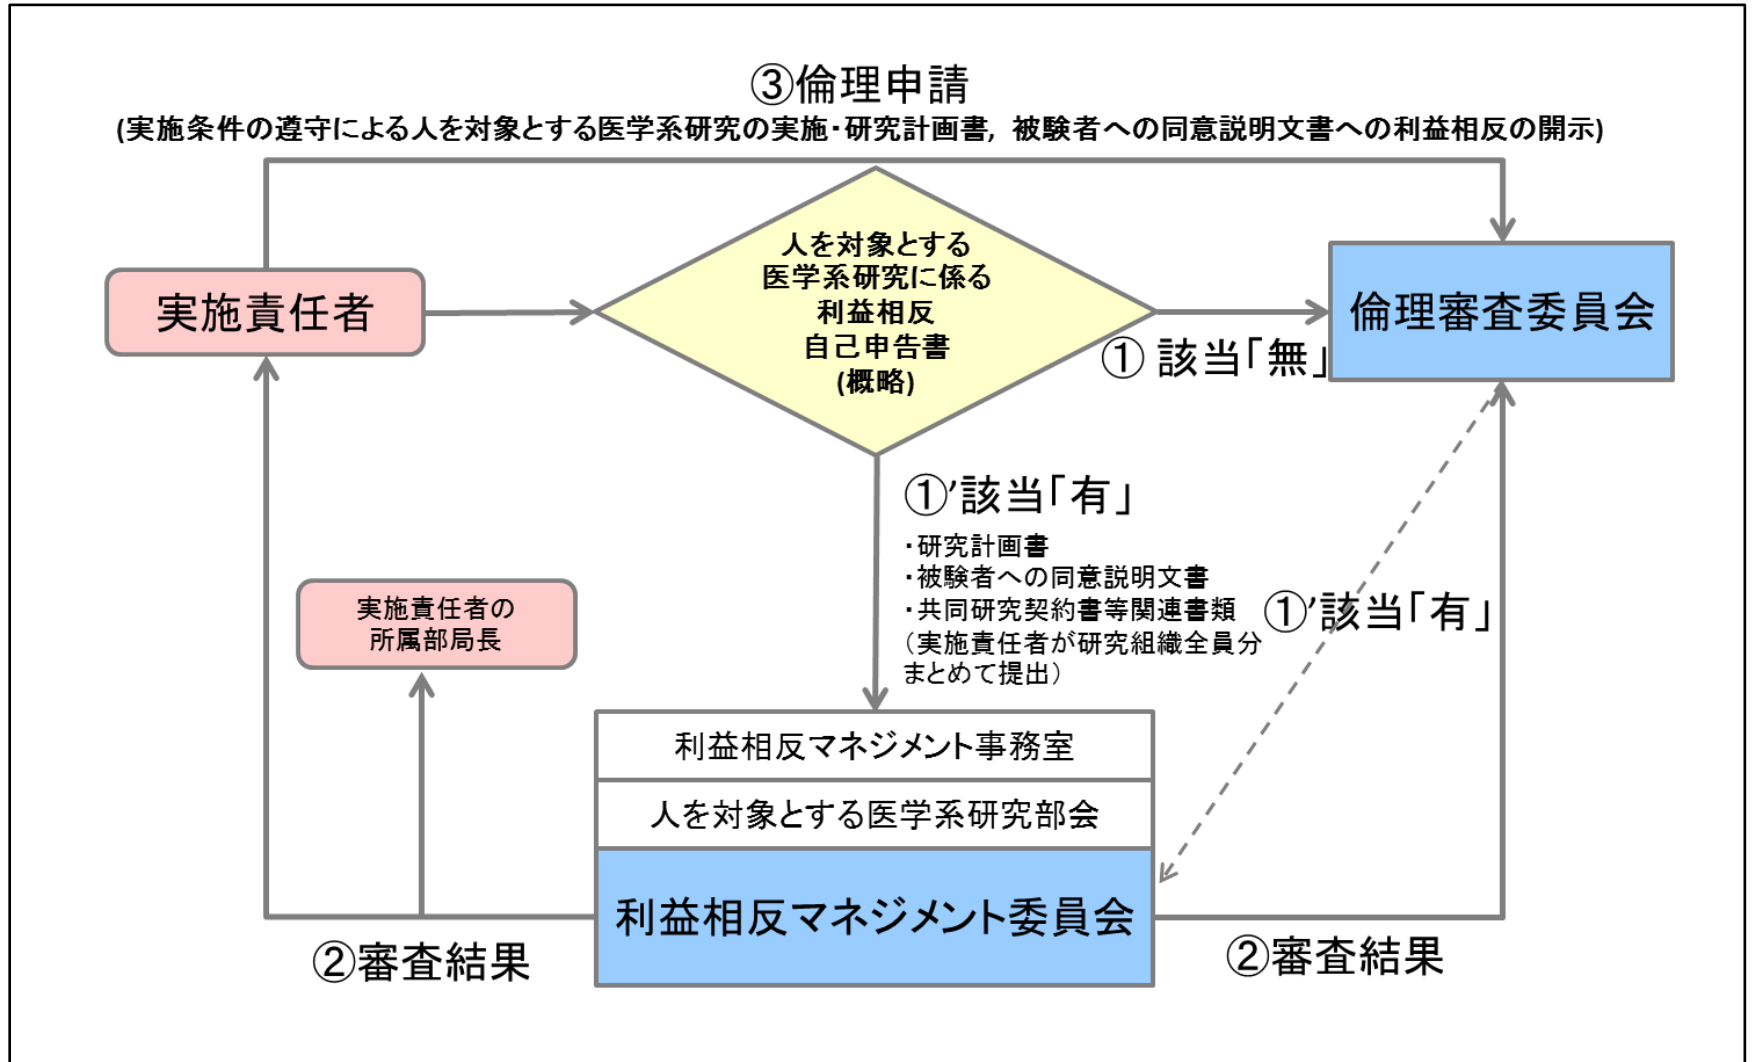 ③倫理申請
(実施条件の遵守による人を対象とする医学系研究の実施・研究計画書, 被験者への同意説明文書への利益相反の開示)
人を対象とする
医学系研究に係る
利益相反
自己申告書
(概略)
実施責任者
倫理審査委員会
① 該当「無」
①’該当「有」
・研究計画書
・被験者への同意説明文書
・共同研究契約書等関連書類
(実施責任者が研究組織全員分
まとめて提出)
①’該当「有」
実施責任者の
所属部局長
利益相反マネジメント事務室
人を対象とする医学系研究部会
利益相反マネジメント委員会
②審査結果
②審査結果